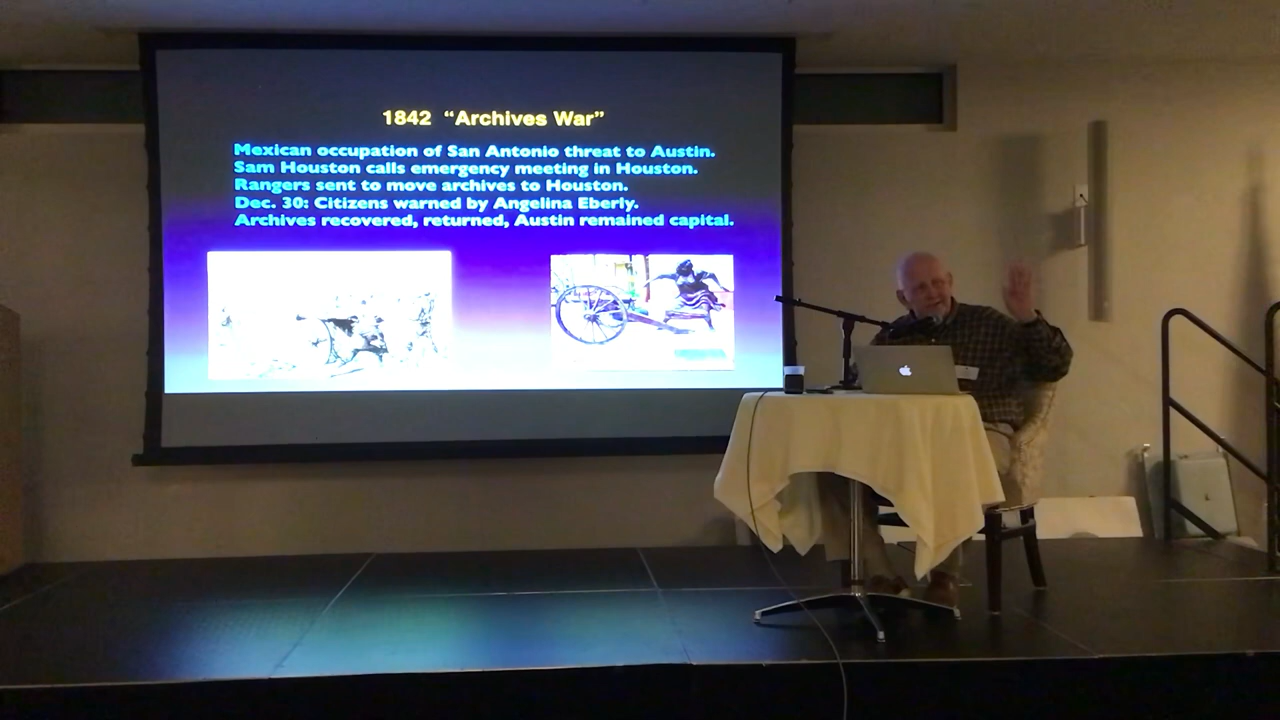 1842 “Archives War”
Mexican occupation of San Antonio threat to Austin.
Sam Houston calls emergency meeting in Houston.
Rangers sent to move archives to Houston.
Dec. 30: Citizens warned by Angelina Eberly.
Archives recovered, returned, Austin remained capital.